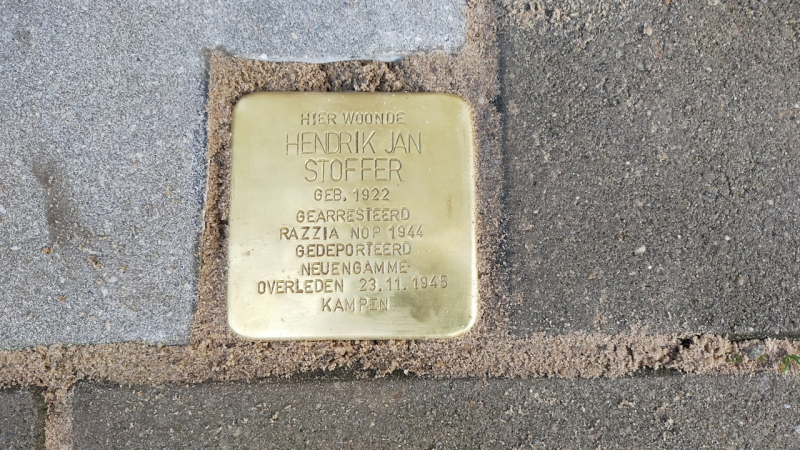 HIER WOONDE
HENDRIK JAN
STOFFER
GEB. 1922
GEARRESTEERD
RAZZIA NOP 1944
GEDEPORTEERD
NEUENGAMME
OVERLEDEN 23.11.1945
KAMPEN